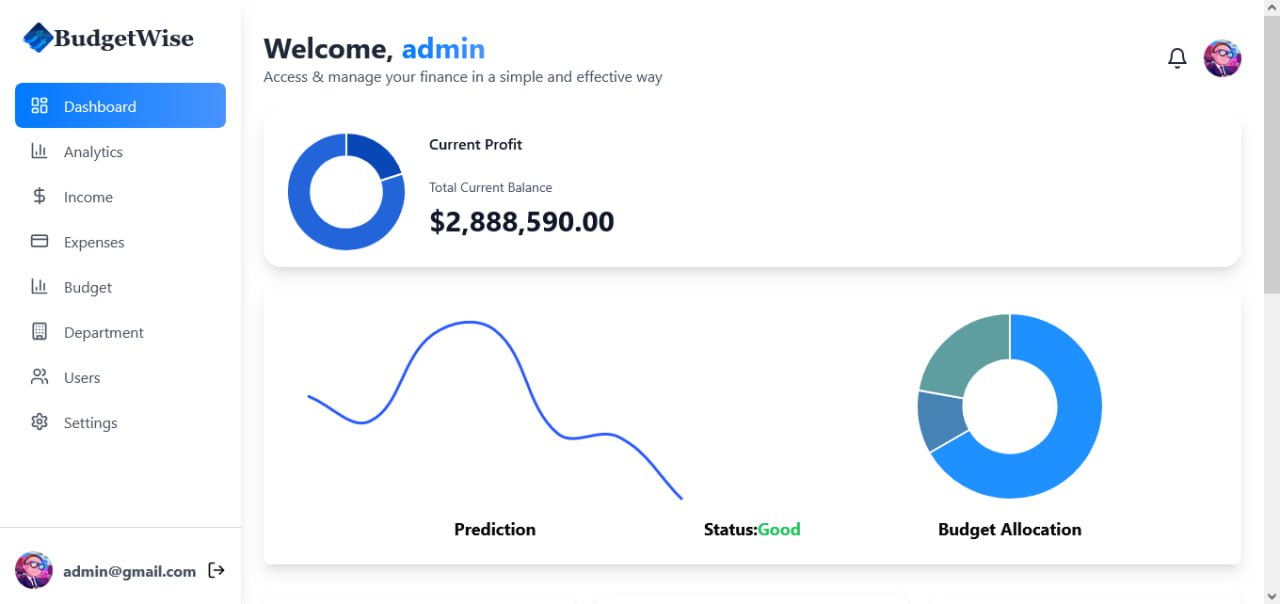 BudgetWise
Dashboard
Analytics
Income
Expenses
Budget
Department
Users
Settings
admin@gmail.com
Welcome, admin
Access & manage your finance in a simple and effective way
Current Profit
Total Current Balance
$2,888,590.00
Prediction
Status:Good
Budget Allocation